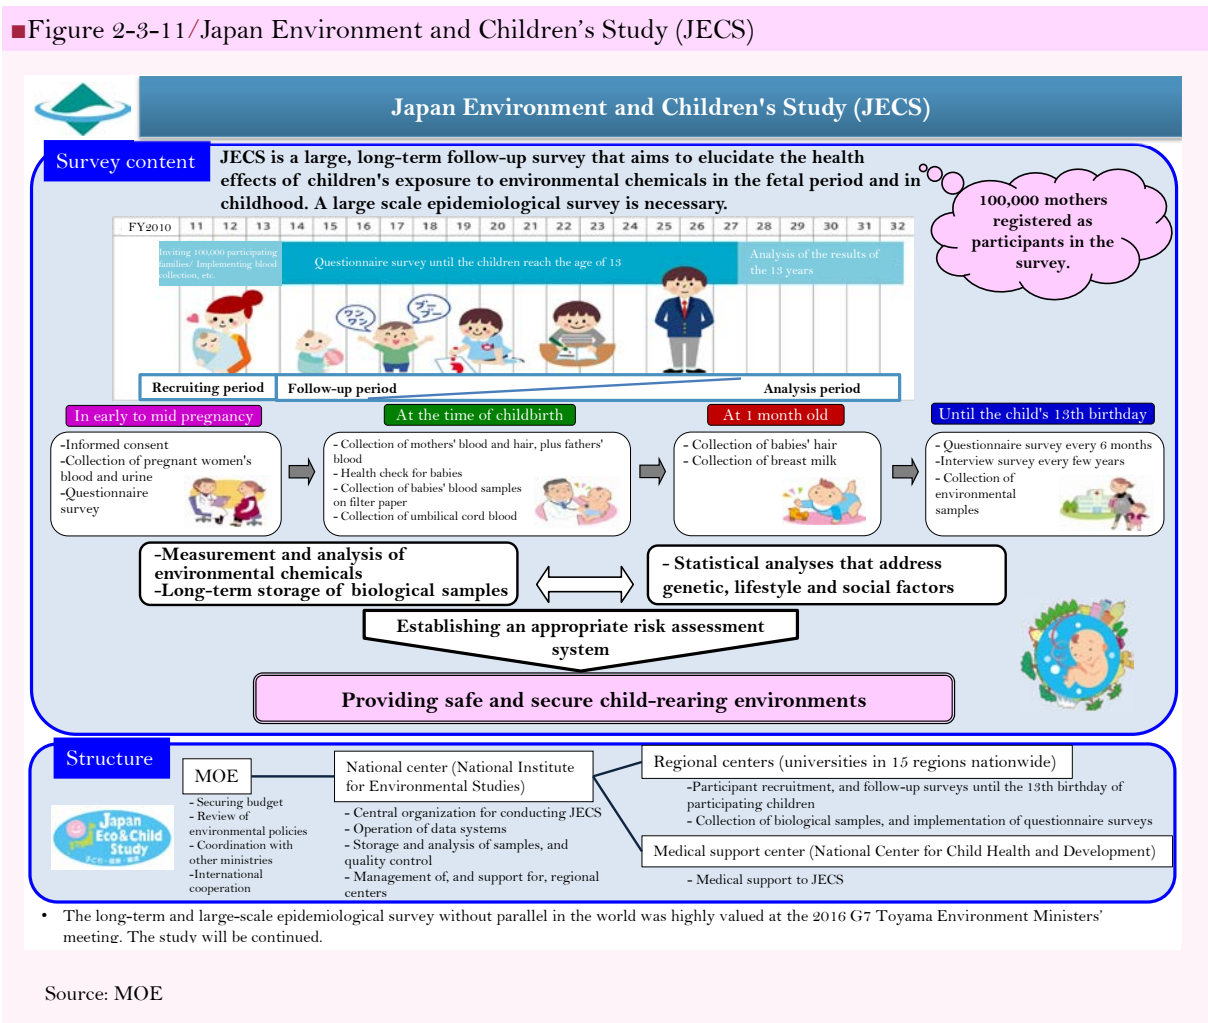 ■Figure 2-3-11/Japan Environment and Children's Study (JECS)
Japan Environment and Children's Study (JECS)
Survey content
JECS is a large, long-term follow-up survey that aims to elucidate the health
effects of children's exposure to environmental chemicals in the fetal period and in
childhood. A large scale epidemiological survey is necessary.
100,000 mothers
registered as
participants in the
survey.
FY2010 11 12 13 14 15 16 17 18 19 20 21 22 23 24 25 26 27 28 29 30 31 32
Inviting 100,000 participating
families/ Implementing blood
collection, etc.
Questionnaire survey until the children reach the age of 13
Analysis of the results of
the 13 years
ワン
ワン
ブー
ブー
Recruiting period
Follow-up period
Analysis period
In early to mid pregnancy
-Informed consent
-Collection of pregnant women's
blood and urine
-Questionnaire
survey
At the time of childbirth
- Collection of mothers' blood and hair, plus fathers'
blood
- Health check for babies
- Collection of babies' blood samples
on filter paper
- Collection of umbilical cord blood
At 1 month old
- Collection of babies' hair
- Collection of breast milk
Until the child's 13th birthday
- Questionnaire survey every 6 months
-Interview survey every few years
- Collection of
environmental
samples
-Measurement and analysis of
environmental chemicals
-Long-term storage of biological samples
- Statistical analyses that address
genetic, lifestyle and social factors
Establishing an appropriate risk assessment
system
Providing safe and secure child-rearing environments
Structure
Japan
Eco&Child
Study
MOE
- Securing budget
- Review of
environmental policies
- Coordination with
other ministries
-International
cooperation
National center (National Institute
for Environmental Studies)
- Central organization for conducting JECS
- Operation of data systems
- Storage and analysis of samples, and
quality control
- Management of, and support for, regional
centers
Regional centers (universities in 15 regions nationwide)
-Participant recruitment, and follow-up surveys until the 13th birthday of
participating children
- Collection of biological samples, and implementation of questionnaire surveys
Medical support center (National Center for Child Health and Development)
- Medical support to JECS
• The long-term and large-scale epidemiological survey without parallel in the world was highly valued at the 2016 G7 Toyama Environment Ministers'
meeting. The study will be continued.
Source: MOE